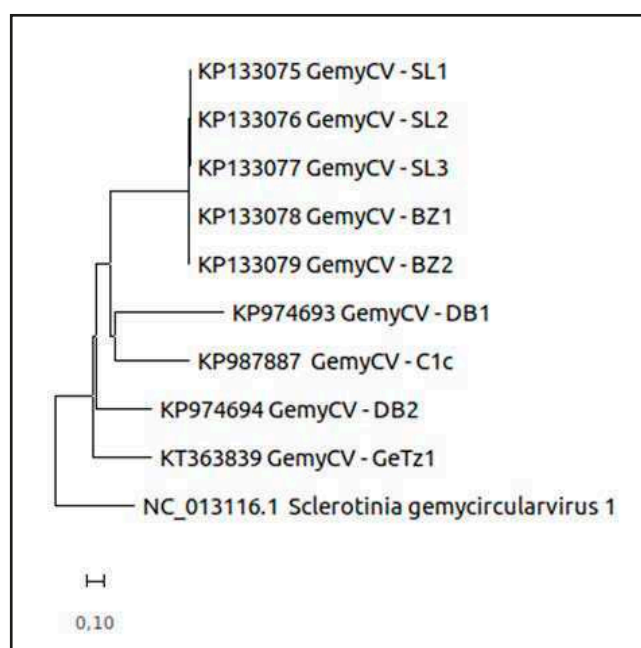 KP133075 GemyCV - SL1
KP133076 GemyCV - SL2
KP133077 GemyCV - SL3
KP133078 GemyCV - BZ1
KP133079 GemyCV - BZ2
KP974693 GemyCV - DB1
KP987887 GemyCV - C1c
KP974694 GemyCV - DB2
KT363839 GemyCV - GeTz1
NC_013116.1 Sclerotinia gemycircularvirus 1
0,10